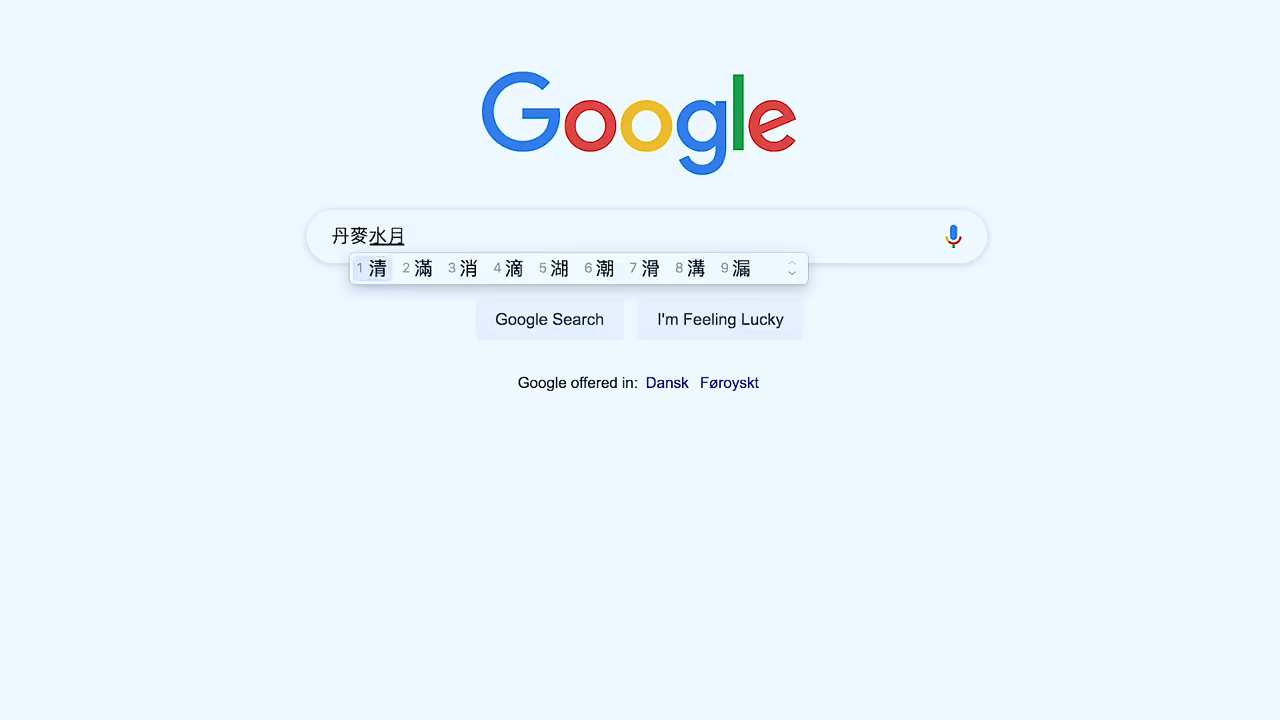 Google
丹麥水月
1 清 2 滿 3 消 4 滴 5 湖 6 潮 7 滑 8 溝 9 漏
Google Search I'm Feeling Lucky
Google offered in: Dansk Føroyskt